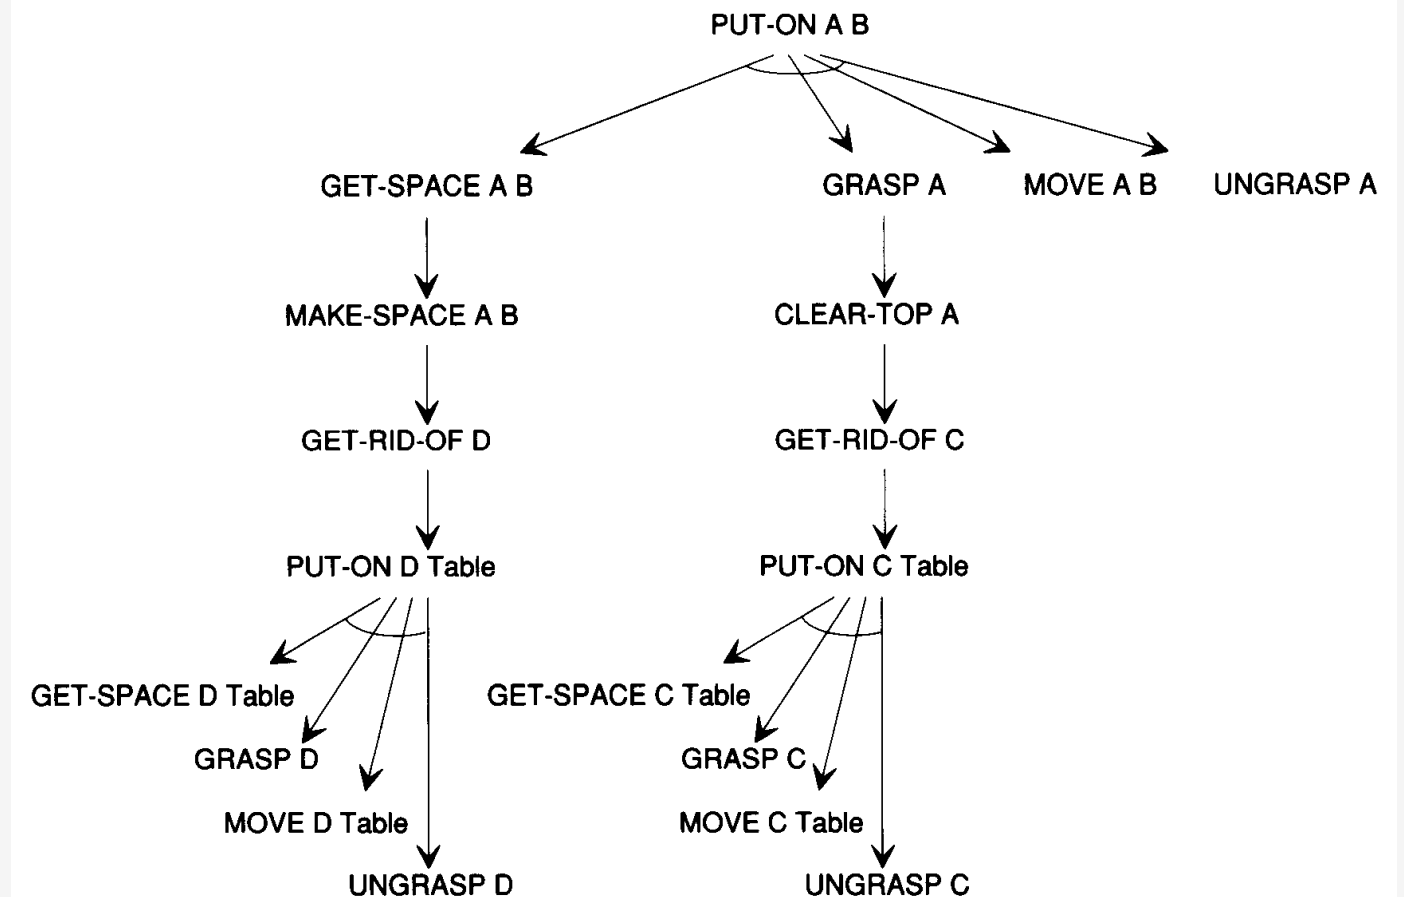 PUT-ON A B
GET-SPACE A B
GRASP A
MOVE A B
UNGRASP A
MAKE-SPACE A B
CLEAR-TOP A
GET-RID-OF D
GET-RID-OF C
PUT-ON D Table
PUT-ON C Table
GET-SPACE D Table
GET-SPACE C Table
GRASP D
GRASP C
MOVE D Table
MOVE C Table
UNGRASP D
UNGRASP C